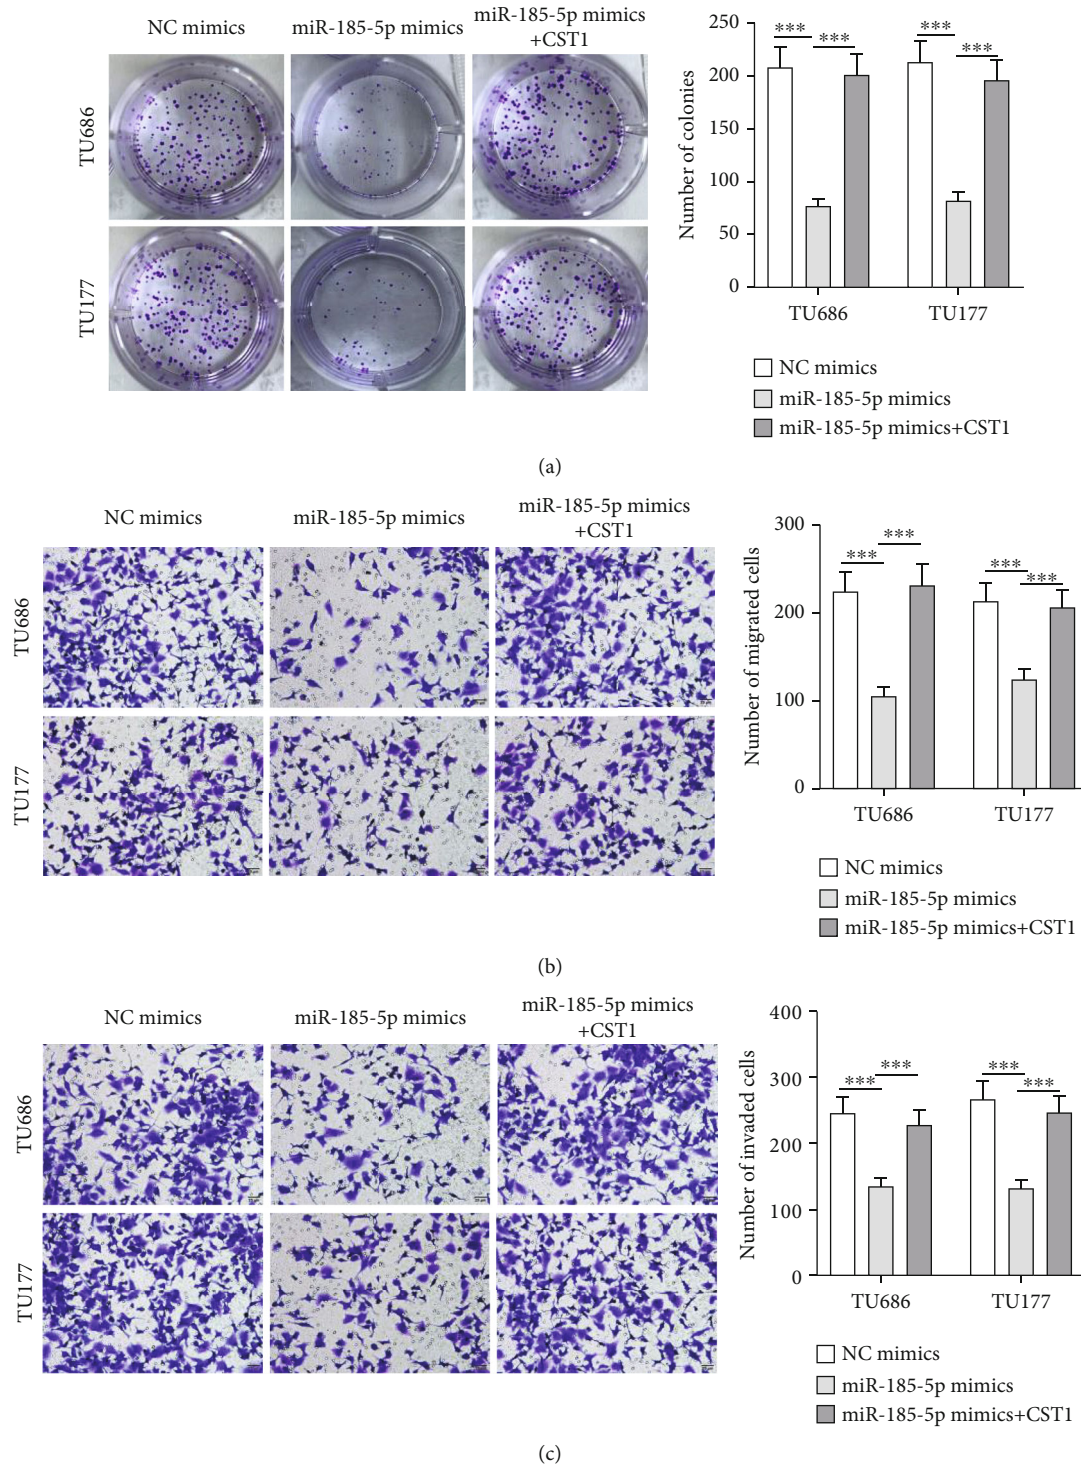 NC mimics
miR-185-5p mimics
miR-185-5p mimics
+CST1
TU686
TU177
Number of colonies
250
200
150
100
50
0
***
***
***
***
TU686
TU177
NC mimics
miR-185-5p mimics
miR-185-5p mimics+CST1
(a)
NC mimics
miR-185-5p mimics
miR-185-5p mimics
+CST1
TU686
TU177
Number of migrated cells
300
200
100
0
***
***
***
***
TU686
TU177
NC mimics
miR-185-5p mimics
miR-185-5p mimics+CST1
(b)
NC mimics
miR-185-5p mimics
miR-185-5p mimics
+CST1
TU686
TU177
Number of invaded cells
400
300
200
100
0
***
***
***
***
TU686
TU177
NC mimics
miR-185-5p mimics
miR-185-5p mimics+CST1
(c)